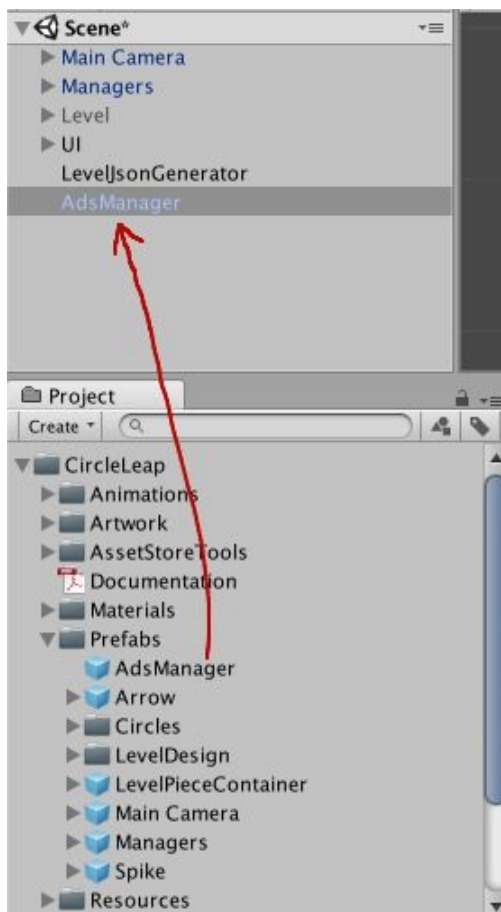 Scene*
Main Camera
Managers
Level
UI
LevelJsonGenerator
AdsManager
Project
Create
CircleLeap
Animations
Artwork
AssetStoreTools
Documentation
Materials
Prefabs
AdsManager
Arrow
Circles
LevelDesign
LevelPieceContainer
Main Camera
Managers
Spike
Resources